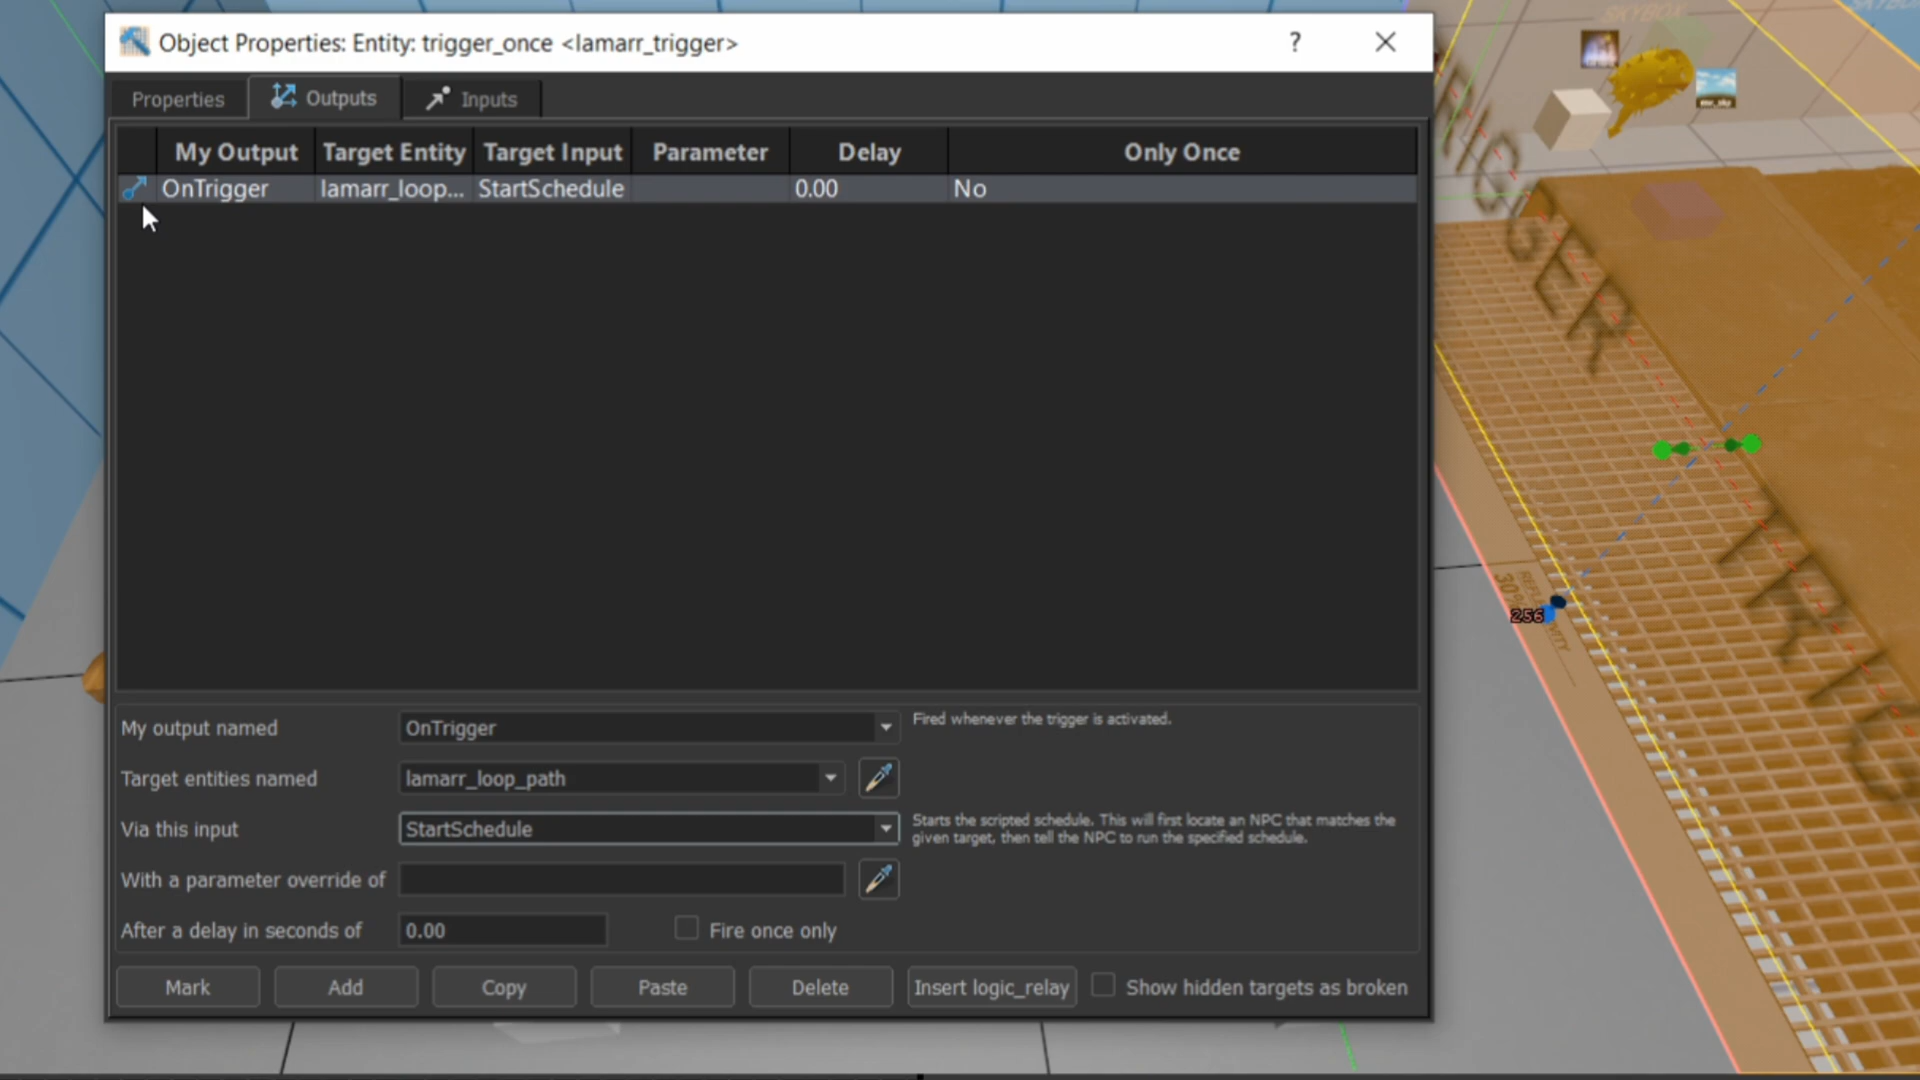 Object Properties: Entity: trigger_once <lamarr_trigger>
?
Properties
Outputs
Inputs
My Output Target Entity Target Input Parameter Delay Only Once
OnTrigger lamarr_loop... StartSchedule 0.00 No
My output named OnTrigger Fired whenever the trigger is activated.
Target entities named lamarr_loop_path
Via this input StartSchedule Starts the scripted schedule. This will first locate an NPC that matches the
given target, then tell the NPC to run the specified schedule.
With a parameter override of
After a delay in seconds of 0.00 Fire once only
Mark Add Copy Paste Delete Insert logic_relay Show hidden targets as broken
SKYBOX
256
30%